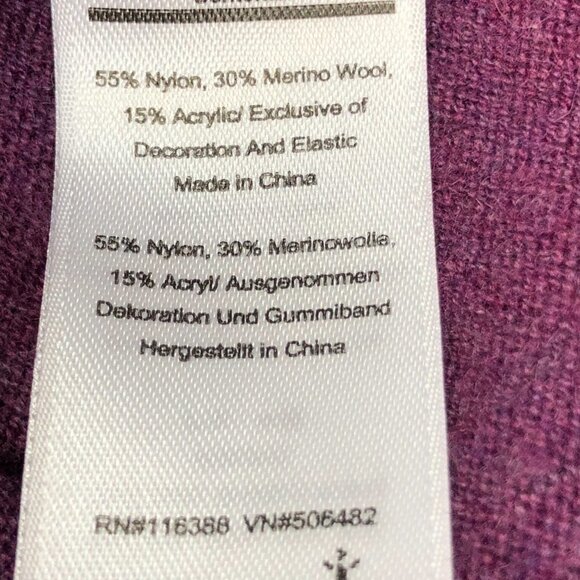 55% Nylon, 30% Merino Wool,
15% Acrylic/ Exclusive of
Decoration And Elastic
Made in China
55% Nylon, 30% Merinowolle,
15% Acryl/ Ausgenommen
Dekoration Und Gummiband
Hergestellt in China
RN#116388 VN#506482